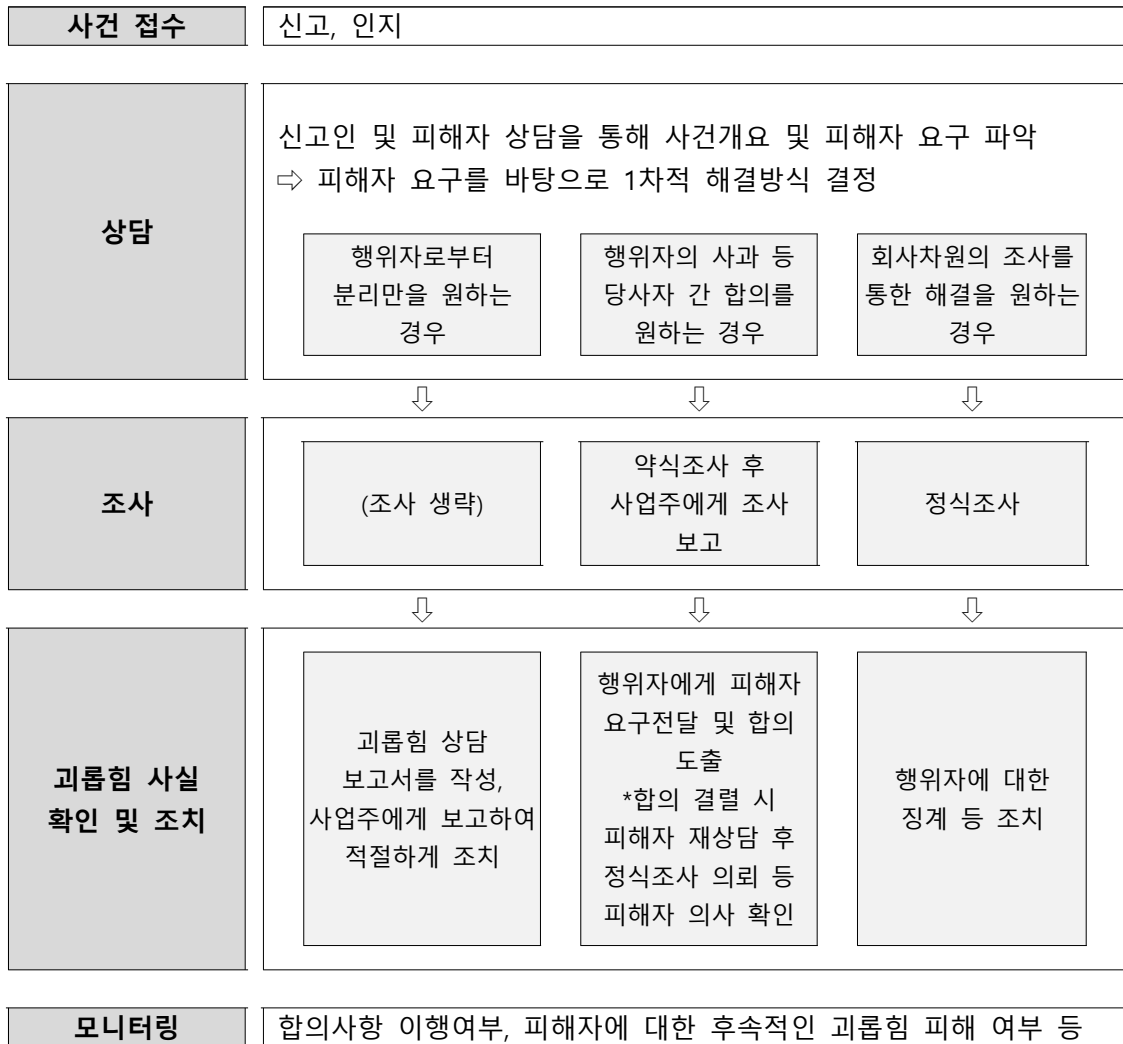 사건 접수
신고, 인지
상담
신고인 및 피해자 상담을 통해 사건개요 및 피해자 요구 파악
⇨ 피해자 요구를 바탕으로 1차적 해결방식 결정
행위자로부터
분리만을 원하는
경우
행위자의 사과 등
당사자 간 합의를
원하는 경우
회사차원의 조사를
통한 해결을 원하는
경우
⇩ ⇩ ⇩
조사
(조사 생략)
약식조사 후
사업주에게 조사
보고
정식조사
⇩ ⇩ ⇩
괴롭힘 사실
확인 및 조치
괴롭힘 상담
보고서를 작성,
사업주에게 보고하여
적절하게 조치
행위자에게 피해자
요구전달 및 합의
도출
*합의 결렬 시
피해자 재상담 후
정식조사 의뢰 등
피해자 의사 확인
행위자에 대한
징계 등 조치
모니터링
합의사항 이행여부, 피해자에 대한 후속적인 괴롭힘 피해 여부 등